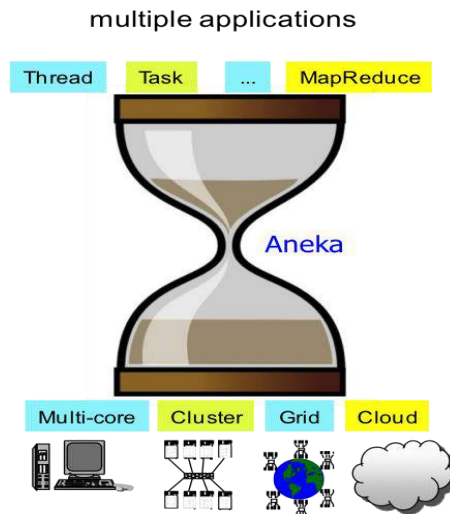 multiple applications
Thread Task ... MapReduce
Aneka
Multi-core Cluster Grid Cloud